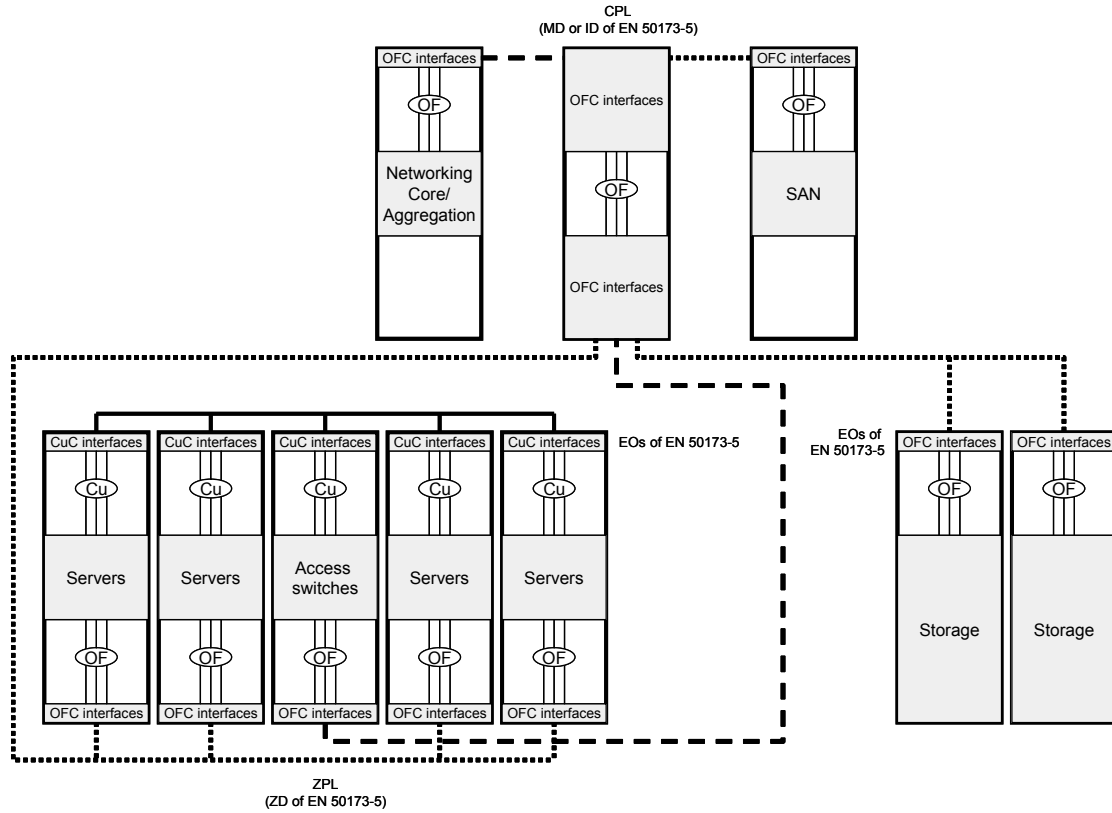 CPL
(MD or ID of EN 50173-5)
OFC interfaces
OF
Networking
Core/
Aggregation
OFC interfaces
OF
OFC interfaces
OFC interfaces
OF
SAN
CuC interfaces
Cu
Servers
OF
OFC interfaces
CuC interfaces
Cu
Servers
OF
OFC interfaces
CuC interfaces
Cu
Access
switches
OF
OFC interfaces
CuC interfaces
Cu
Servers
OF
OFC interfaces
CuC interfaces
Cu
Servers
OF
OFC interfaces
EOs of EN 50173-5
EOs of
EN 50173-5
OFC interfaces
OF
Storage
OFC interfaces
OF
Storage
ZPL
(ZD of EN 50173-5)